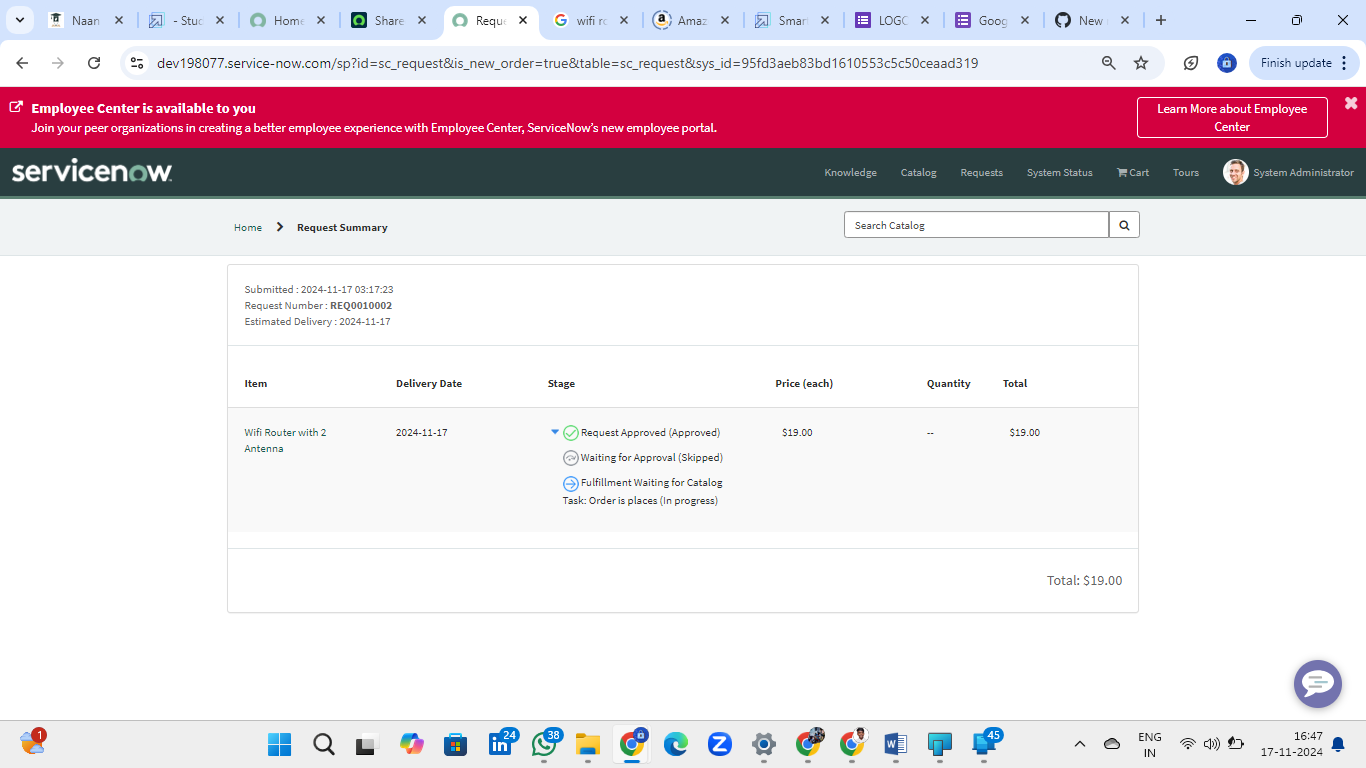 Naan
- Stuc
Home
Share
Reque
wifi ro
Amaz
Smar
LOGO
Goog
New
dev198077.service-now.com/sp?id=sc_request&is_new_order=true&table=sc_request&sys_id=95fd3aeb83bd1610553c5c50ceaad319
Finish update
Employee Center is available to you
Join your peer organizations in creating a better employee experience with Employee Center, ServiceNow's new employee portal.
Learn More about Employee
Center
servicenow
Knowledge
Catalog
Requests
System Status
Cart
Tours
System Administrator
Home
Request Summary
Search Catalog
Submitted : 2024-11-17 03:17:23
Request Number : REQ0010002
Estimated Delivery : 2024-11-17
Item Delivery Date Stage Price (each) Quantity Total
Wifi Router with 2
Antenna
2024-11-17
Request Approved (Approved)
Waiting for Approval (Skipped)
Fulfillment Waiting for Catalog
Task: Order is places (In progress)
$19.00
--
$19.00
Total: $19.00
1
24
38
45
ENG
IN
16:47
17-11-2024